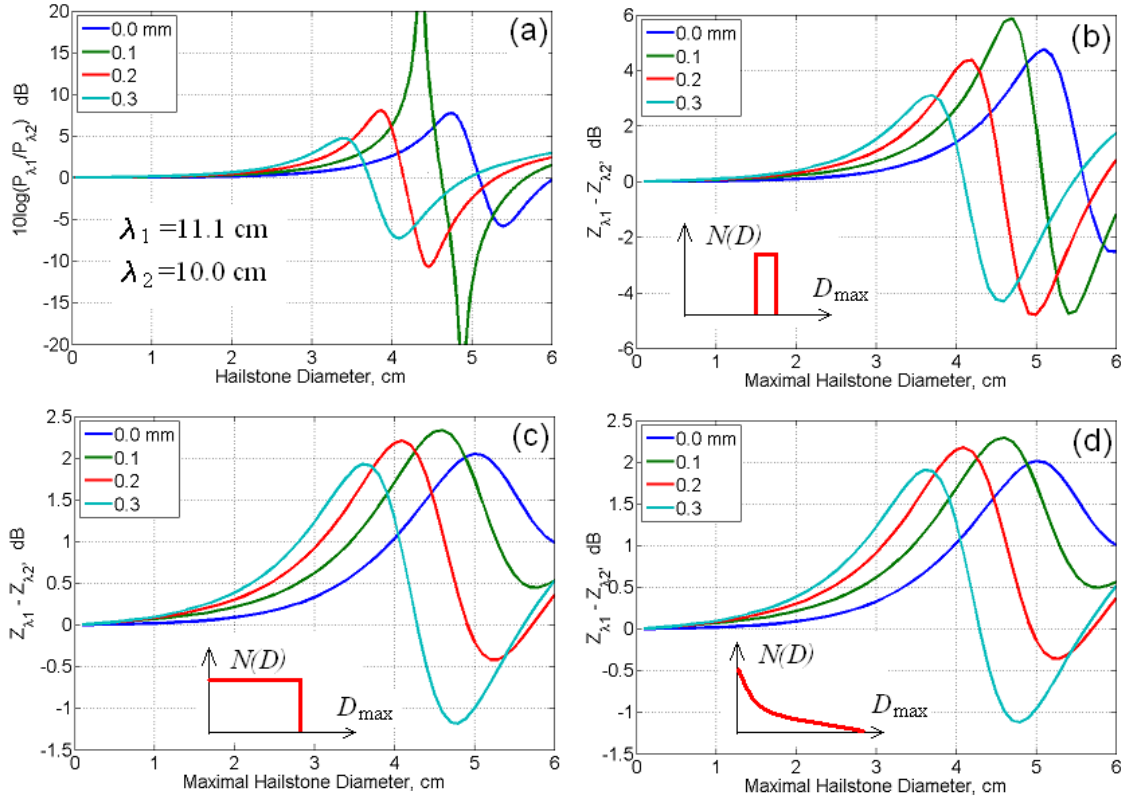 (a)
0.0 mm
0.1
0.2
0.3
20
15
10
5
0
-5
-10
-15
-20
10log(Pλ1/Pλ2) dB
λ1 =11.1 cm
λ2 =10.0 cm
0 1 2 3 4 5 6
Hailstone Diameter, cm
(b)
0.0 mm
0.1
0.2
0.3
6
4
2
0
-2
-4
-6
Zλ1 - Zλ2, dB
N(D)
Dmax
0 1 2 3 4 5 6
Maximal Hailstone Diameter, cm
(c)
0.0 mm
0.1
0.2
0.3
2.5
2
1.5
1
0.5
0
-0.5
-1
-1.5
Zλ1 - Zλ2, dB
N(D)
Dmax
0 1 2 3 4 5 6
Maximal Hailstone Diameter, cm
(d)
0.0 mm
0.1
0.2
0.3
2.5
2
1.5
1
0.5
0
-0.5
-1
-1.5
Zλ1 - Zλ2, dB
N(D)
Dmax
0 1 2 3 4 5 6
Maximal Hailstone Diameter, cm